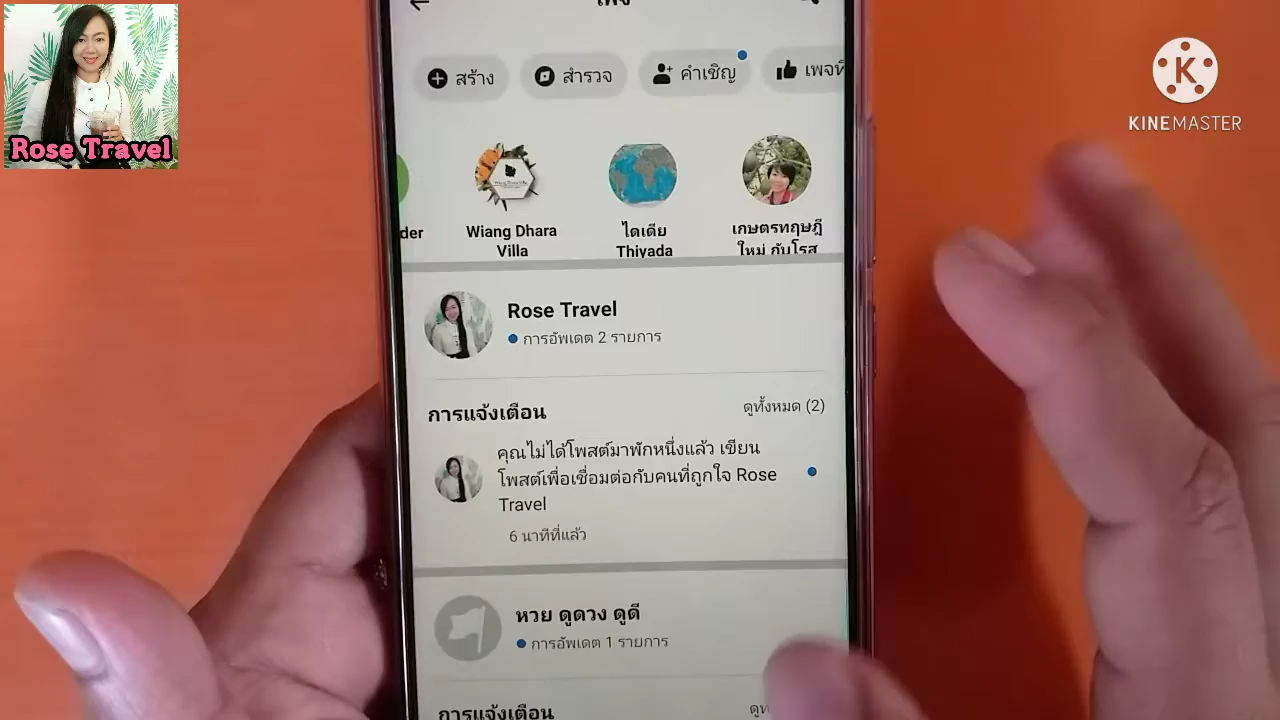 Rose Travel
KINEMASTER
เพจ
สร้าง
สำรวจ
คำเชิญ
der
Wiang Dhara
Villa
ไดเดีย
Thiyada
เกษตรทฤษฎี
ใหม่ กับโรส
Rose Travel
การอัพเดต 2 รายการ
การแจ้งเตือน
ดูทั้งหมด (2)
คุณไม่ได้โพสต์มาพักหนึ่งแล้ว เขียน
โพสต์เพื่อเชื่อมต่อกับคนที่ถูกใจ Rose
Travel
6 นาทีที่แล้ว
หวย ดูดวง ดูดี
การอัพเดต 1 รายการ
การแจ้งเตือน